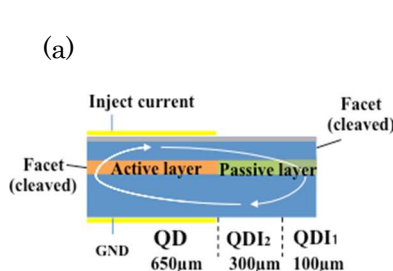 (a)
Inject current
Facet
(cleaved)
Facet
(cleaved)
Active layer
Passive layer
GND
QD
QDI₂
QDI₁
650μm
300μm
100μm